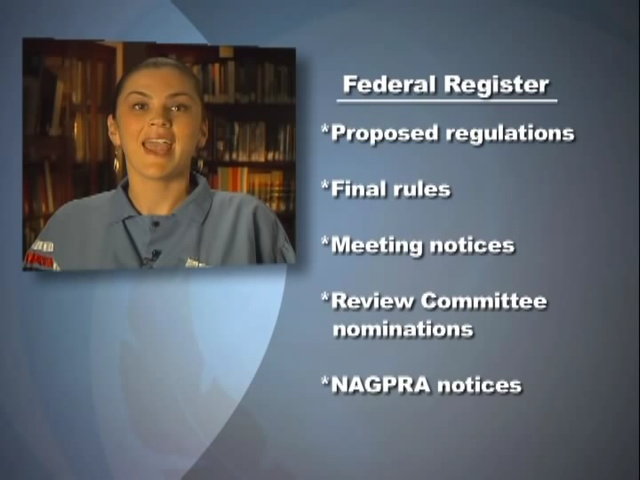 Federal Register
*Proposed regulations
*Final rules
*Meeting notices
*Review Committee
nominations
*NAGPRA notices